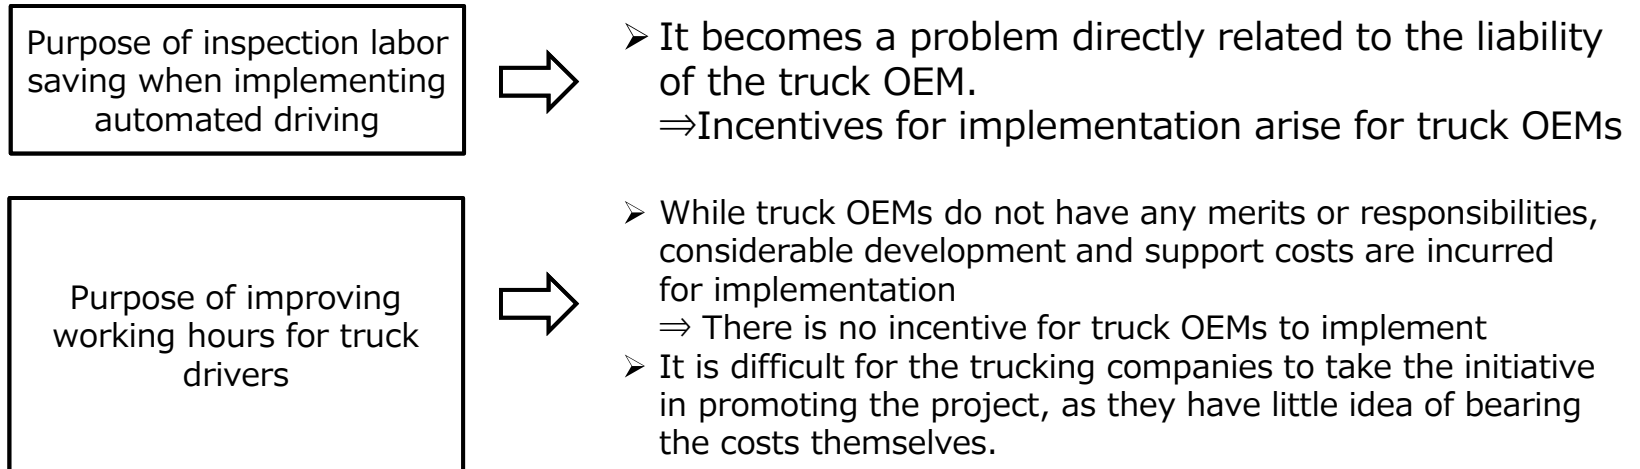 Purpose of inspection labor
saving when implementing
automated driving
➢ It becomes a problem directly related to the liability
of the truck OEM.
⇒Incentives for implementation arise for truck OEMs
Purpose of improving
working hours for truck
drivers
➢ While truck OEMs do not have any merits or responsibilities,
considerable development and support costs are incurred
for implementation
⇒ There is no incentive for truck OEMs to implement
➢ It is difficult for the trucking companies to take the initiative
in promoting the project, as they have little idea of bearing
the costs themselves.